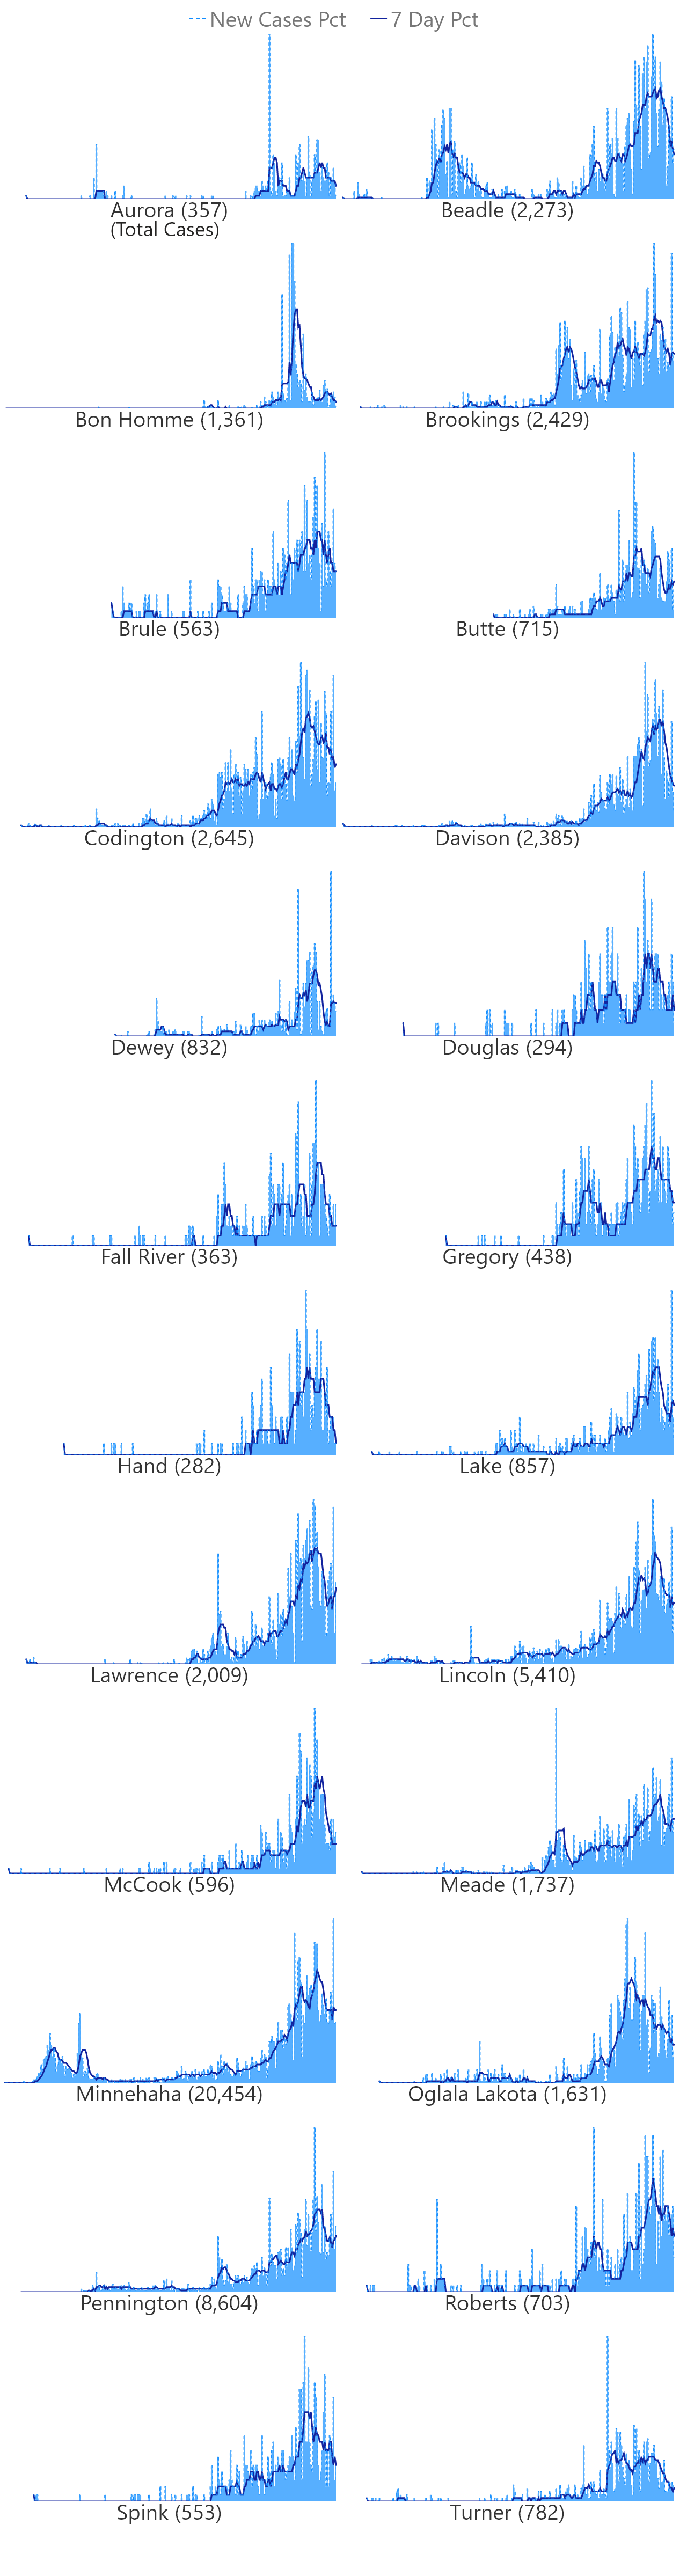 New Cases Pct 7 Day Pct
Aurora (357) Beadle (2,273)
(Total Cases)
Bon Homme (1,361) Brookings (2,429)
Brule (563) Butte (715)
Codington (2,645) Davison (2,385)
Dewey (832) Douglas (294)
Fall River (363) Gregory (438)
Hand (282) Lake (857)
Lawrence (2,009) Lincoln (5,410)
McCook (596) Meade (1,737)
Minnehaha (20,454) Oglala Lakota (1,631)
Pennington (8,604) Roberts (703)
Spink (553) Turner (782)